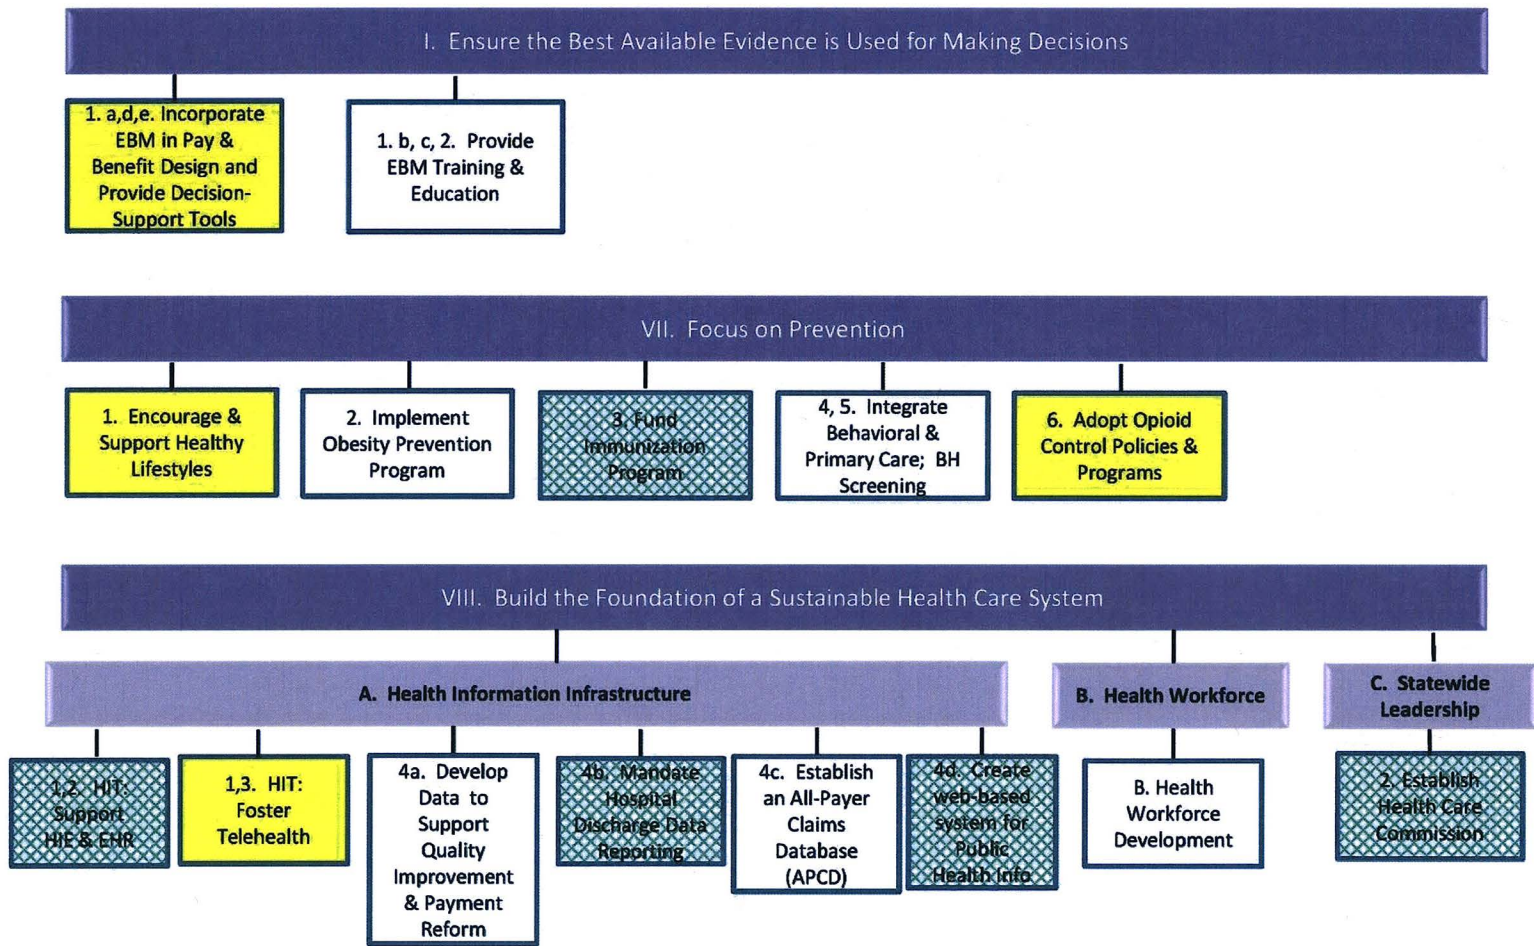 I. Ensure the Best Available Evidence is Used for Making Decisions
1. a,d,e. Incorporate
EBM in Pay &
Benefit Design and
Provide Decision-
Support Tools
1. b, c, 2. Provide
EBM Training &
Education
VII. Focus on Prevention
1. Encourage &
Support Healthy
Lifestyles
2. Implement
Obesity Prevention
Program
3. Fund
Immunization
Program
4, 5. Integrate
Behavioral &
Primary Care; BH
Screening
6. Adopt Opioid
Control Policies &
Programs
VIII. Build the Foundation of a Sustainable Health Care System
A. Health Information Infrastructure
B. Health Workforce
C. Statewide
Leadership
1,2. HIT:
Support
HIE & EHR
1,3. HIT:
Foster
Telehealth
4a. Develop
Data to
Support
Quality
Improvement
& Payment
Reform
4b. Mandate
Hospital
Discharge Data
Reporting
4c. Establish
an All-Payer
Claims
Database
(APCD)
4d. Create
web-based
system for
Public
Health Info
B. Health
Workforce
Development
2. Establish
Health Care
Commission